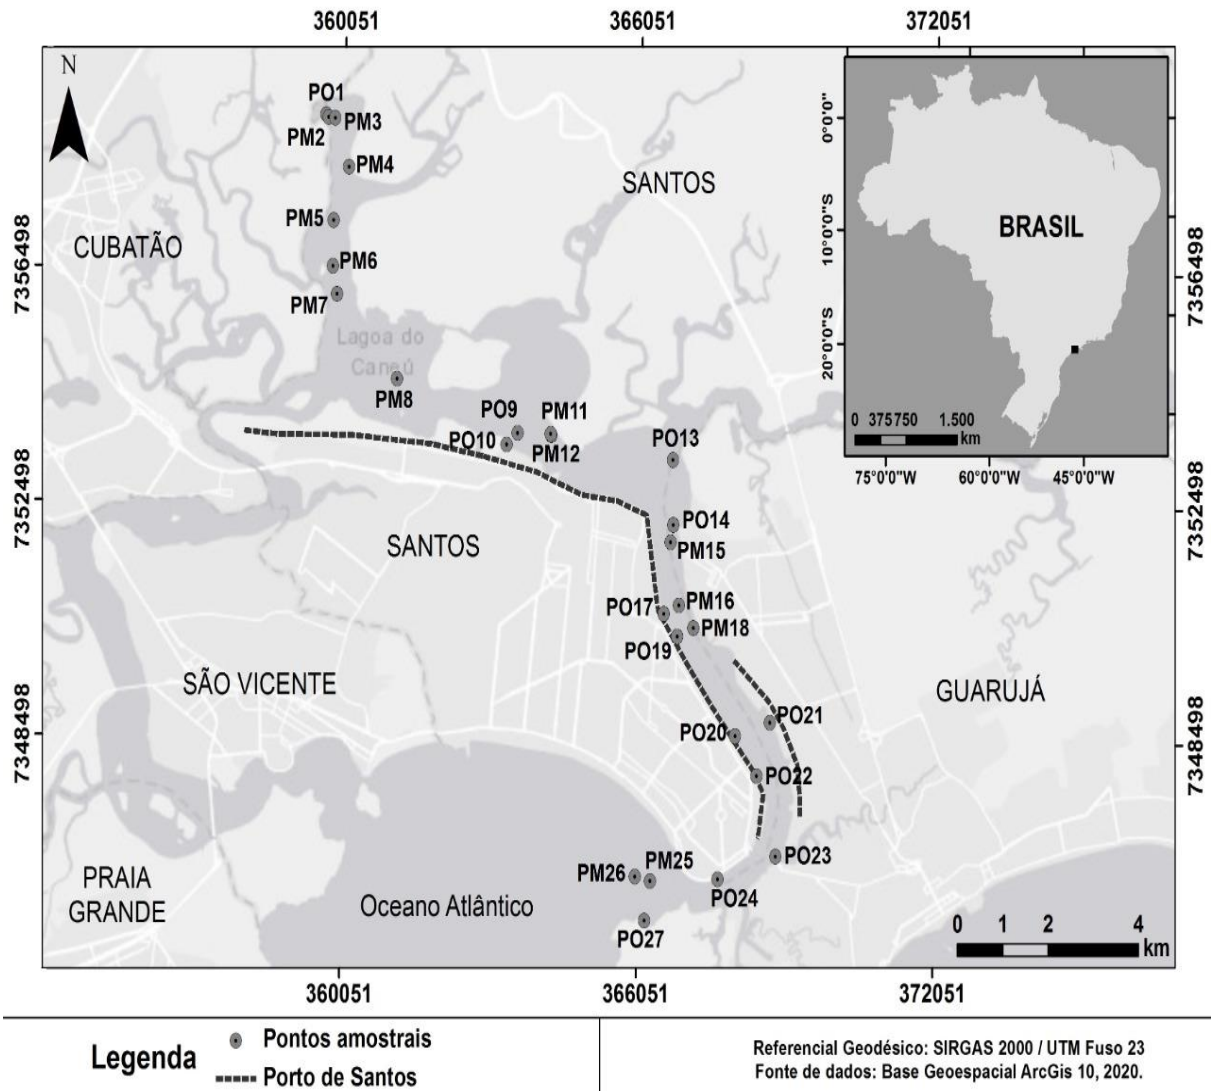 360051
366051
372051
N
PO1
PM2
PM3
PM4
PM5
PM6
PM7
CUBATÃO
SANTOS
Lagoa do
Caneú
PM8
PO9
PO10
PM11
PM12
PO13
PO14
PM15
PM16
PO17
PM18
PO19
PO20
PO21
PO22
PO23
PO24
PM25
PM26
PO27
SANTOS
SÃO VICENTE
GUARUJÁ
PRAIA
GRANDE
Oceano Atlântico
7356498
7352498
7348498
7356498
7352498
7348498
BRASIL
0°0'0"S
10°0'0"S
20°0'0"S
0 375 750 1.500
km
75°0'0"W
60°0'0"W
45°0'0"W
0 1 2 4
km
360051
366051
372051
Legenda
Pontos amostrais
Porto de Santos
Referencial Geodésico: SIRGAS 2000 / UTM Fuso 23
Fonte de dados: Base Geoespacial ArcGis 10, 2020.